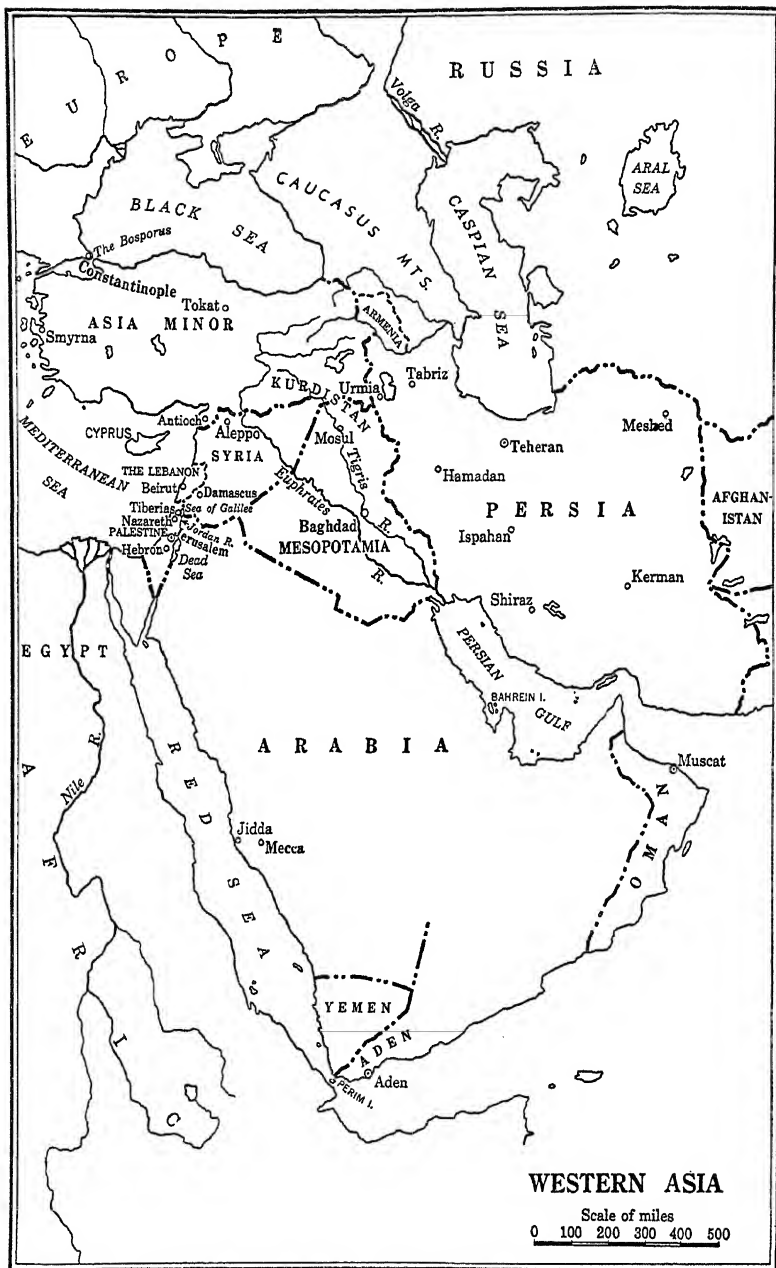 EUROPE
RUSSIA
Volga R.
ARAL
SEA
CASPIAN SEA
CAUCASUS MTS.
BLACK SEA
The Bosporus
Constantinople
Tokat
ASIA MINOR
ARMENIA
Smyrna
KURDISTAN
Urmia
Tabriz
Antioch
Aleppo
Mosul
Teheran
Meshed
CYPRUS
SYRIA
Tigris R.
MEDITERRANEAN
SEA
THE LEBANON
Hamadan
Beirut
Damascus
Euphrates R.
AFGHAN-
ISTAN
Tiberias
Sea of Galilee
PERSIA
Nazareth
Jordan R.
Baghdad
Ispahan
PALESTINE
Jerusalem
MESOPOTAMIA
Hebron
Dead
Sea
Kerman
Shiraz
EGYPT
PERSIAN GULF
BAHREIN I.
ARABIA
Muscat
Nile R.
RED SEA
OMAN
Jidda
Mecca
AFRIC
YEMEN
ADEN
Aden
PERIM I.
WESTERN ASIA
Scale of miles
0 100 200 300 400 500